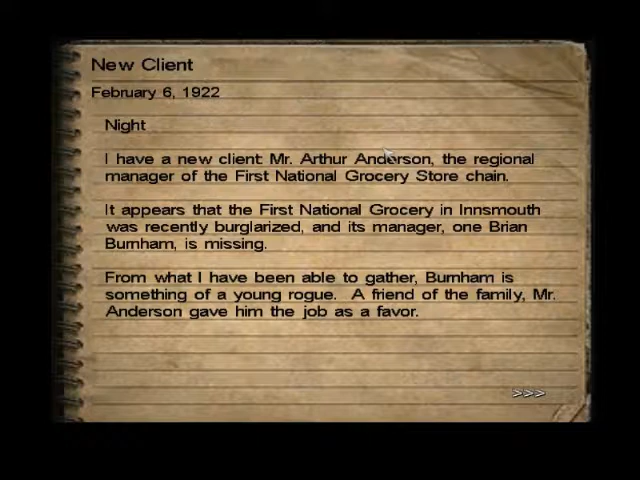 New Client
February 6, 1922
Night
I have a new client: Mr. Arthur Anderson, the regional
manager of the First National Grocery Store chain.
It appears that the First National Grocery in Innsmouth
was recently burglarized, and its manager, one Brian
Burnham, is missing.
From what I have been able to gather, Burnham is
something of a young rogue.  A friend of the family, Mr.
Anderson gave him the job as a favor.
>>>